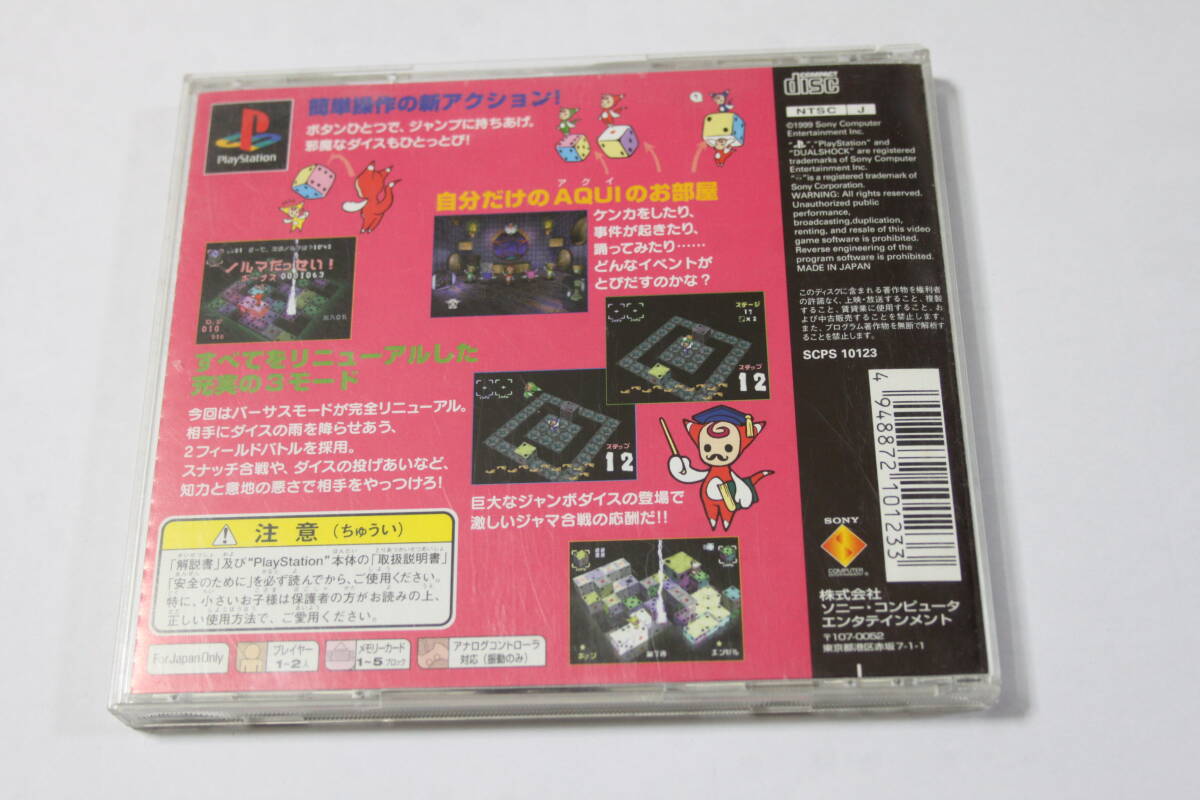 PlayStation
簡単操作の新アクション!
ボタンひとつで、ジャンプに持ちあげ。
邪魔なダイスもひとっとび!
アクイ
自分だけのAQUIのお部屋
ケンカをしたり、
事件が起きたり、
踊ってみたり……
どんなイベントが
とびだすのかな?
ノルマだっせい!
0001063
010
すべてをリニューアルした
充実の3モード
今回はバーサスモードが完全リニューアル。
相手にダイスの雨を降らせあう、
2フィールドバトルを採用。
スナッチ合戦や、ダイスの投げあいなど、
知力と意地の悪さで相手をやっつけろ!
ステージ
17
×2
ステップ
12
ステップ
12
巨大なジャンボダイスの登場で
激しいジャマ合戦の応酬だ!!
注意(ちゅうい)
「解説書」及び"PlayStation"本体の「取扱説明書」
「安全のために」を必ず読んでから、ご使用ください。
特に、小さいお子様は保護者の方がお読みの上、
正しい使用方法で、ご愛用ください。
For Japan Only
プレイヤー
1~2人
メモリーカード
1~5ブロック
アナログコントローラ
対応(振動のみ)
COMPACT
disc
NTSC J
©1999 Sony Computer
Entertainment Inc.
" ","PlayStation" and
"DUALSHOCK" are registered
trademarks of Sony Computer
Entertainment Inc.
" "is a registered trademark of
Sony Corporation.
WARNING: All rights reserved.
Unauthorized public
performance,
broadcasting,duplication,
renting, and resale of this video
game software is prohibited.
Reverse engineering of the
program software is prohibited.
MADE IN JAPAN
このディスクに含まれる著作物を権利者
の許諾なく、上映・放送すること、複製
すること、賃貸業に使用すること、お
よび中古販売することを禁止します。
また、プログラム著作物を無断で解析す
ることを禁止します。
SCPS 10123
4 948872 101233
SONY
COMPUTER
ENTERTAINMENT
株式会社
ソニー・コンピュータ
エンタテインメント
〒107-0052
東京都港区赤坂7-1-1